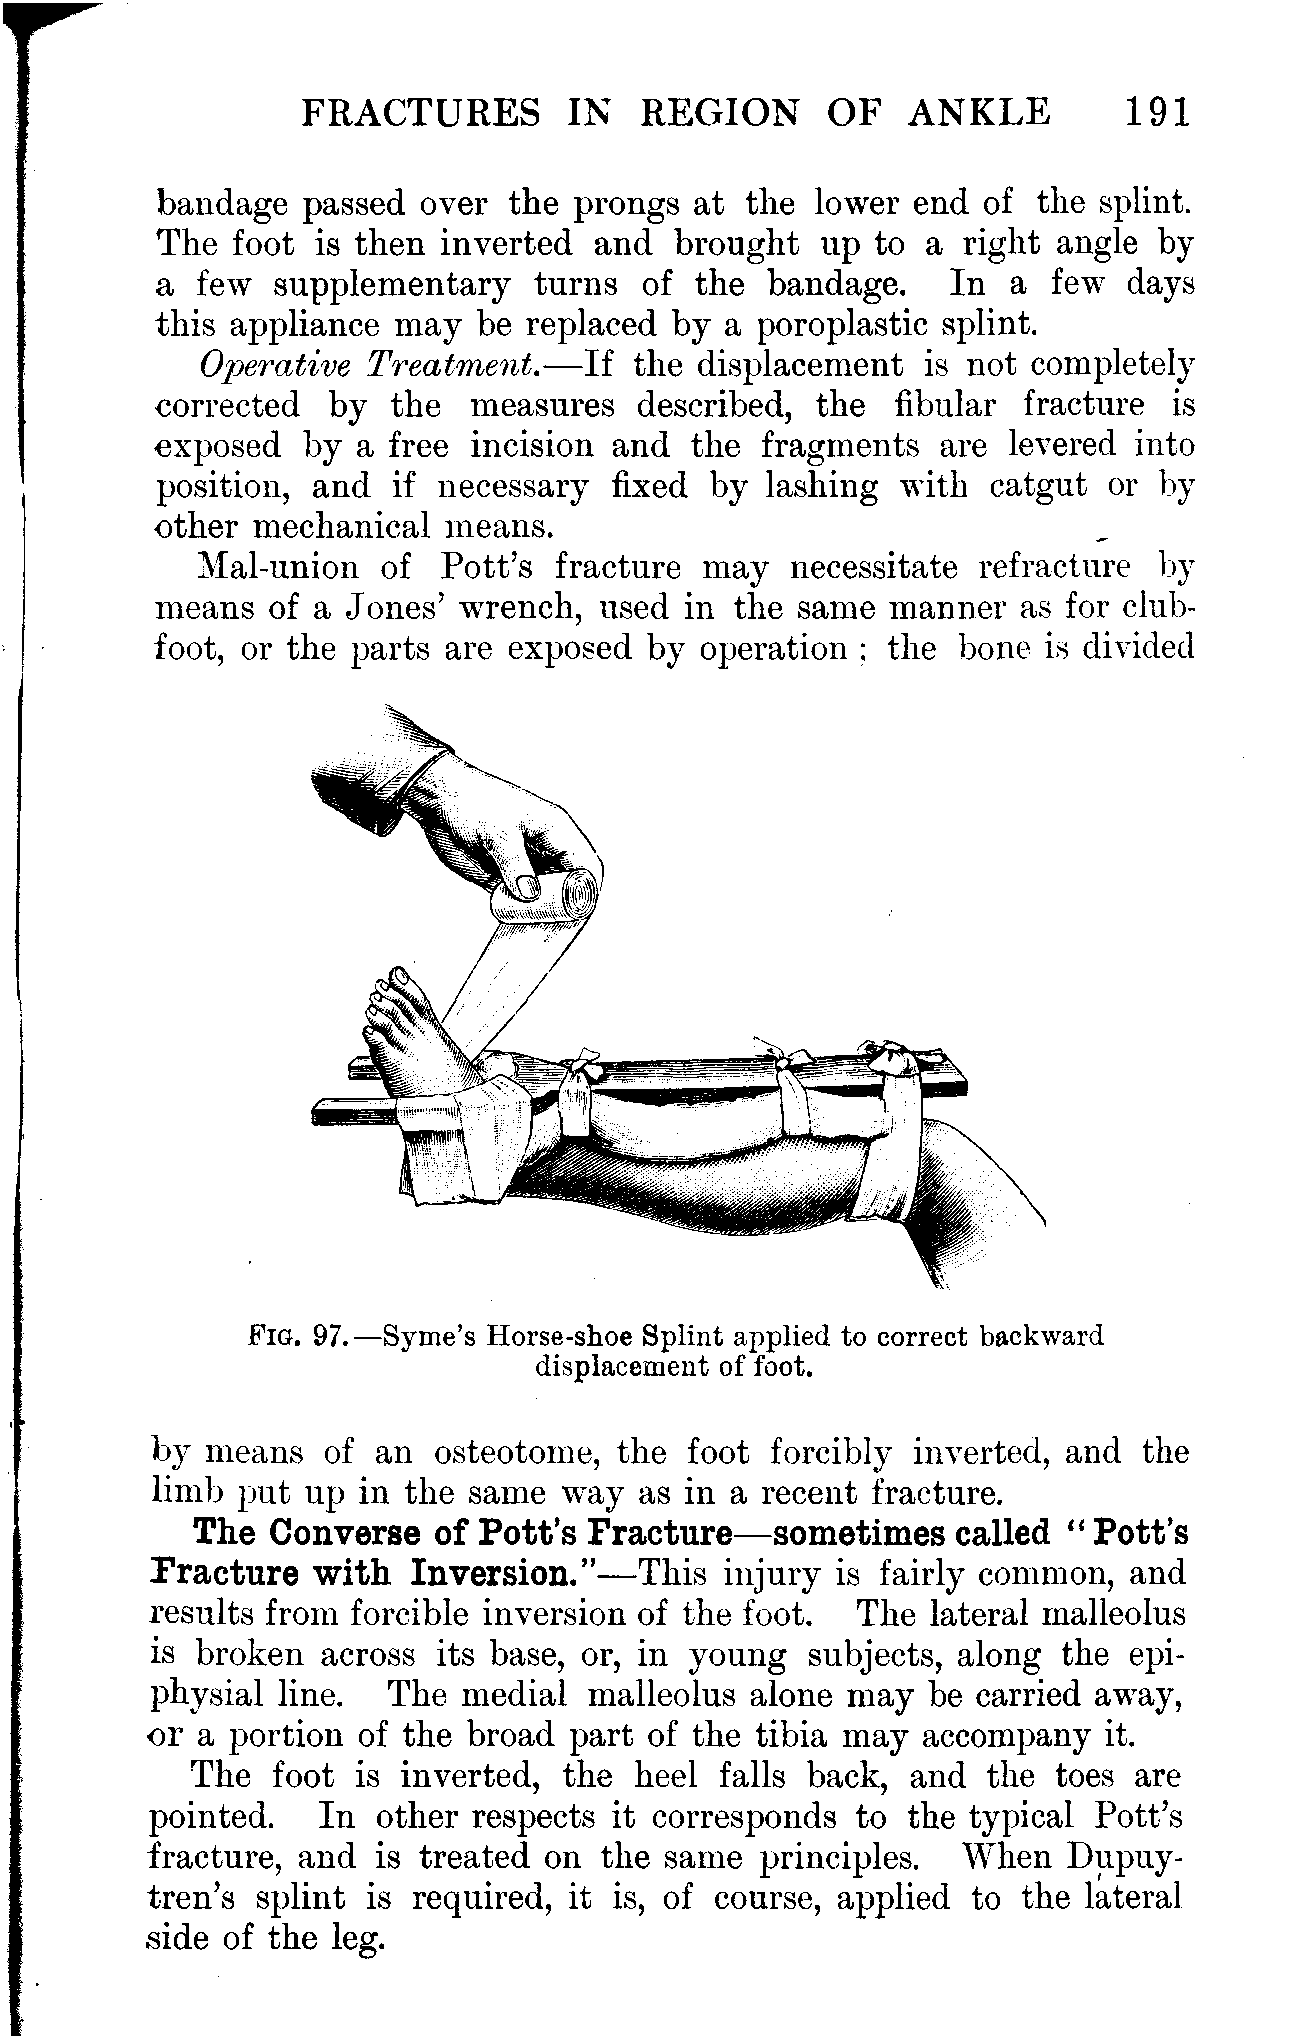 FRACTURES IN REGION OF ANKLE 191
bandage passed over the prongs at the lower end of the splint.
The foot is then inverted and brought up to a right angle by
a few supplementary turns of the bandage. In a few days
this appliance may be replaced by a poroplastic splint.
Operative Treatment.—If the displacement is not completely
corrected by the measures described, the fibular fracture is
exposed by a free incision and the fragments are levered into
position, and if necessary fixed by lashing with catgut or by
other mechanical means.
Mal-union of Pott's fracture may necessitate refracture by
means of a Jones' wrench, used in the same manner as for club-
foot, or the parts are exposed by operation ; the bone is divided
FIG. 97.—Syme's Horse-shoe Splint applied to correct backward
displacement of foot.
by means of an osteotome, the foot forcibly inverted, and the
limb put up in the same way as in a recent fracture.
The Converse of Pott's Fracture—sometimes called "Pott's
Fracture with Inversion."—This injury is fairly common, and
results from forcible inversion of the foot. The lateral malleolus
is broken across its base, or, in young subjects, along the epi-
physial line. The medial malleolus alone may be carried away,
or a portion of the broad part of the tibia may accompany it.
The foot is inverted, the heel falls back, and the toes are
pointed. In other respects it corresponds to the typical Pott's
fracture, and is treated on the same principles. When Dupuy-
tren's splint is required, it is, of course, applied to the lateral
side of the leg.